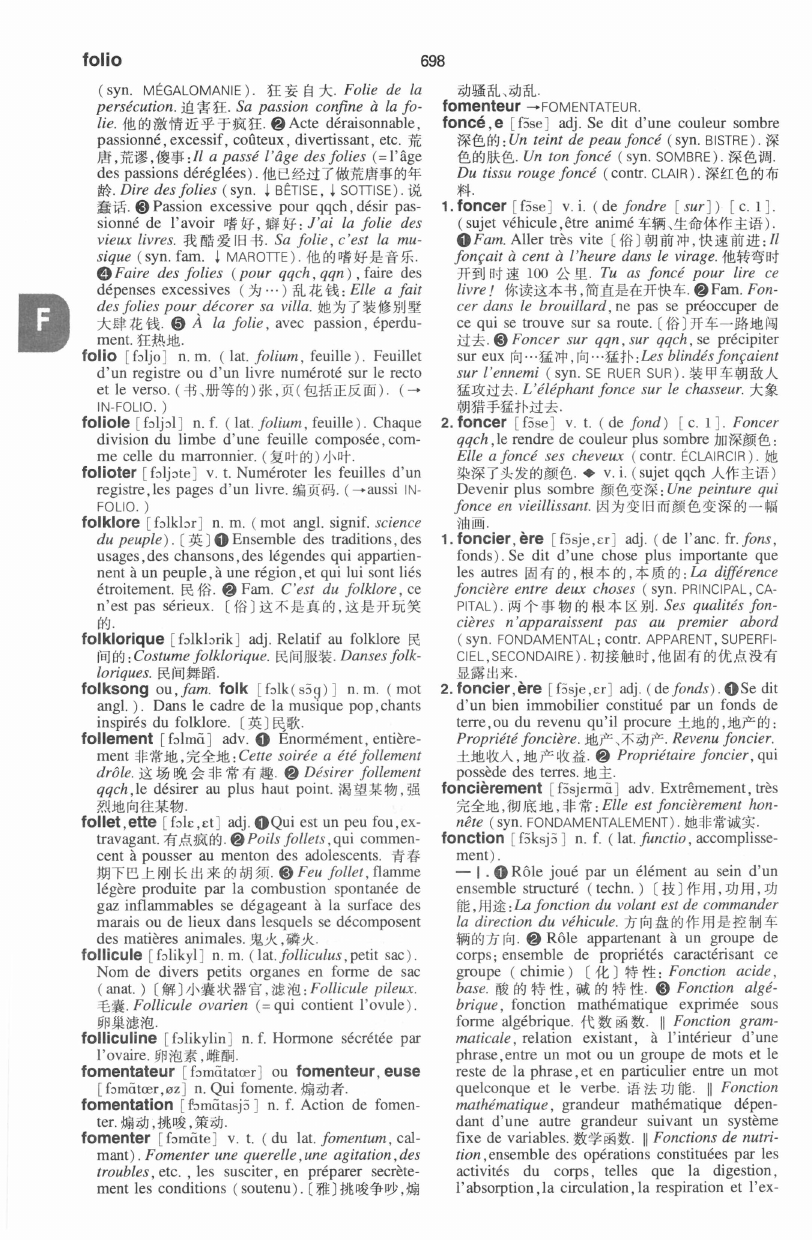 folio
698
(syn. MÉGALOMANIE). 狂妄自大. Folie de la
persécution. 迫害狂. Sa passion confine à la fo-
lie. 他的激情近乎于疯狂. ❷ Acte déraisonnable,
passionné, excessif, coûteux, divertissant, etc. 荒
唐,荒谬,傻事:Il a passé l'âge des folies (=l'âge
des passions déréglées). 他已经过了做荒唐事的年
龄. Dire des folies (syn. ↓ BÊTISE, ↓ SOTTISE). 说
蠢话. ❸ Passion excessive pour qqch, désir pas-
sionné de l'avoir 嗜好,癖好: J'ai la folie des
vieux livres. 我酷爱旧书. Sa folie, c'est la mu-
sique (syn. fam. ↓ MAROTTE). 他的嗜好是音乐.
❹ Faire des folies (pour qqch, qqn), faire des
dépenses excessives (为…)乱花钱: Elle a fait
des folies pour décorer sa villa. 她为了装修别墅
大肆花钱. ❺ À la folie, avec passion, éperdu-
ment. 狂热地.
folio [fɔljo] n. m. (lat. folium, feuille). Feuillet
d'un registre ou d'un livre numéroté sur le recto
et le verso. (书、册等的)张,页(包括正反面). (→
IN-FOLIO.)
foliole [fɔljɔl] n. f. (lat. folium, feuille). Chaque
division du limbe d'une feuille composée, com-
me celle du marronnier. (复叶的)小叶.
folioter [fɔljɔte] v. t. Numéroter les feuilles d'un
registre, les pages d'un livre. 编页码. (→aussi IN-
FOLIO.)
folklore [fɔlklɔr] n. m. (mot angl. signif. science
du peuple). [英] ❶ Ensemble des traditions, des
usages, des chansons, des légendes qui appartien-
nent à un peuple, à une région, et qui lui sont liés
étroitement. 民俗. ❷ Fam. C'est du folklore, ce
n'est pas sérieux. [俗]这不是真的,这是开玩笑
的.
folklorique [fɔlklɔrik] adj. Relatif au folklore 民
间的: Costume folklorique. 民间服装. Danses folk-
loriques. 民间舞蹈.
folksong ou, fam. folk [fɔlk(sɔ̃g)] n. m. (mot
angl.). Dans le cadre de la musique pop, chants
inspirés du folklore. [英]民歌.
follement [fɔlmɑ̃] adv. ❶ Énormément, entière-
ment 非常地,完全地: Cette soirée a été follement
drôle. 这场晚会非常有趣. ❷ Désirer follement
qqch, le désirer au plus haut point. 渴望某物,强
烈地向往某物.
follet, ette [fɔlɛ, ɛt] adj. ❶ Qui est un peu fou, ex-
travagant. 有点疯的. ❷ Poils follets, qui commen-
cent à pousser au menton des adolescents. 青春
期下巴上刚长出来的胡须. ❸ Feu follet, flamme
légère produite par la combustion spontanée de
gaz inflammables se dégageant à la surface des
marais ou de lieux dans lesquels se décomposent
des matières animales. 鬼火,磷火.
follicule [fɔlikyl] n. m. (lat. folliculus, petit sac).
Nom de divers petits organes en forme de sac
(anat.) [解]小囊状器官,滤泡: Follicule pileux.
毛囊. Follicule ovarien (= qui contient l'ovule).
卵巢滤泡.
folliculine [fɔlikylin] n. f. Hormone sécrétée par
l'ovaire. 卵泡素,雌酮.
fomentateur [fɔmɑ̃tatœr] ou fomenteur, euse
[fɔmɑ̃tœr, øz] n. Qui fomente. 煽动者.
fomentation [fɔmɑ̃tasjɔ̃] n. f. Action de fomen-
ter. 煽动,挑唆,策动.
fomenter [fɔmɑ̃te] v. t. (du lat. fomentum, cal-
mant). Fomenter une querelle, une agitation, des
troubles, etc., les susciter, en préparer secrète-
ment les conditions (soutenu). [雅]挑唆争吵,煽
F
动骚乱、动乱.
fomenteur →FOMENTATEUR.
foncé, e [fɔ̃se] adj. Se dit d'une couleur sombre
深色的: Un teint de peau foncé (syn. BISTRE). 深
色的肤色. Un ton foncé (syn. SOMBRE). 深色调.
Du tissu rouge foncé (contr. CLAIR). 深红色的布
料.
1. foncer [fɔ̃se] v. i. (de fondre [sur]) [c. 1].
(sujet véhicule, être animé 车辆、生命体作主语).
❶ Fam. Aller très vite [俗]朝前冲,快速前进: Il
fonçait à cent à l'heure dans le virage. 他转弯时
开到时速 100 公里. Tu as foncé pour lire ce
livre! 你读这本书,简直是在开快车. ❷ Fam. Fon-
cer dans le brouillard, ne pas se préoccuper de
ce qui se trouve sur sa route. [俗]开车一路地闯
过去. ❸ Foncer sur qqn, sur qqch, se précipiter
sur eux 向…猛冲,向…猛扑: Les blindés fonçaient
sur l'ennemi (syn. SE RUER SUR). 装甲车朝敌人
猛攻过去. L'éléphant fonce sur le chasseur. 大象
朝猎手猛扑过去.
2. foncer [fɔ̃se] v. t. (de fond) [c. 1]. Foncer
qqch, le rendre de couleur plus sombre 加深颜色:
Elle a foncé ses cheveux (contr. ÉCLAIRCIR). 她
染深了头发的颜色. ◆ v. i. (sujet qqch 人作主语)
Devenir plus sombre 颜色变深: Une peinture qui
fonce en vieillissant. 因为变旧而颜色变深的一幅
油画.
1. foncier, ère [fɔ̃sje, ɛr] adj. (de l'anc. fr. fons,
fonds). Se dit d'une chose plus importante que
les autres 固有的,根本的,本质的: La différence
foncière entre deux choses (syn. PRINCIPAL, CA-
PITAL). 两个事物的根本区别. Ses qualités fon-
cières n'apparaissent pas au premier abord
(syn. FONDAMENTAL; contr. APPARENT, SUPERFI-
CIEL, SECONDAIRE). 初接触时,他固有的优点没有
显露出来.
2. foncier, ère [fɔ̃sje, ɛr] adj. (de fonds). ❶ Se dit
d'un bien immobilier constitué par un fonds de
terre, ou du revenu qu'il procure 土地的,地产的:
Propriété foncière. 地产、不动产. Revenu foncier.
土地收入,地产收益. ❷ Propriétaire foncier, qui
possède des terres. 地主.
foncièrement [fɔ̃sjɛrmɑ̃] adv. Extrêmement, très
完全地,彻底地,非常: Elle est foncièrement hon-
nête (syn. FONDAMENTALEMENT). 她非常诚实.
fonction [fɔ̃ksjɔ̃] n. f. (lat. functio, accomplisse-
ment).
— I. ❶ Rôle joué par un élément au sein d'un
ensemble structuré (techn.) [技]作用,功用,功
能,用途: La fonction du volant est de commander
la direction du véhicule. 方向盘的作用是控制车
辆的方向. ❷ Rôle appartenant à un groupe de
corps; ensemble de propriétés caractérisant ce
groupe (chimie) [化]特性: Fonction acide,
base. 酸的特性, 碱的特性. ❸ Fonction algé-
brique, fonction mathématique exprimée sous
forme algébrique. 代数函数. ‖ Fonction gram-
maticale, relation existant, à l'intérieur d'une
phrase, entre un mot ou un groupe de mots et le
reste de la phrase, et en particulier entre un mot
quelconque et le verbe. 语法功能. ‖ Fonction
mathématique, grandeur mathématique dépen-
dant d'une autre grandeur suivant un système
fixe de variables. 数学函数. ‖ Fonctions de nutri-
tion, ensemble des opérations constituées par les
activités du corps, telles que la digestion,
l'absorption, la circulation, la respiration et l'ex-